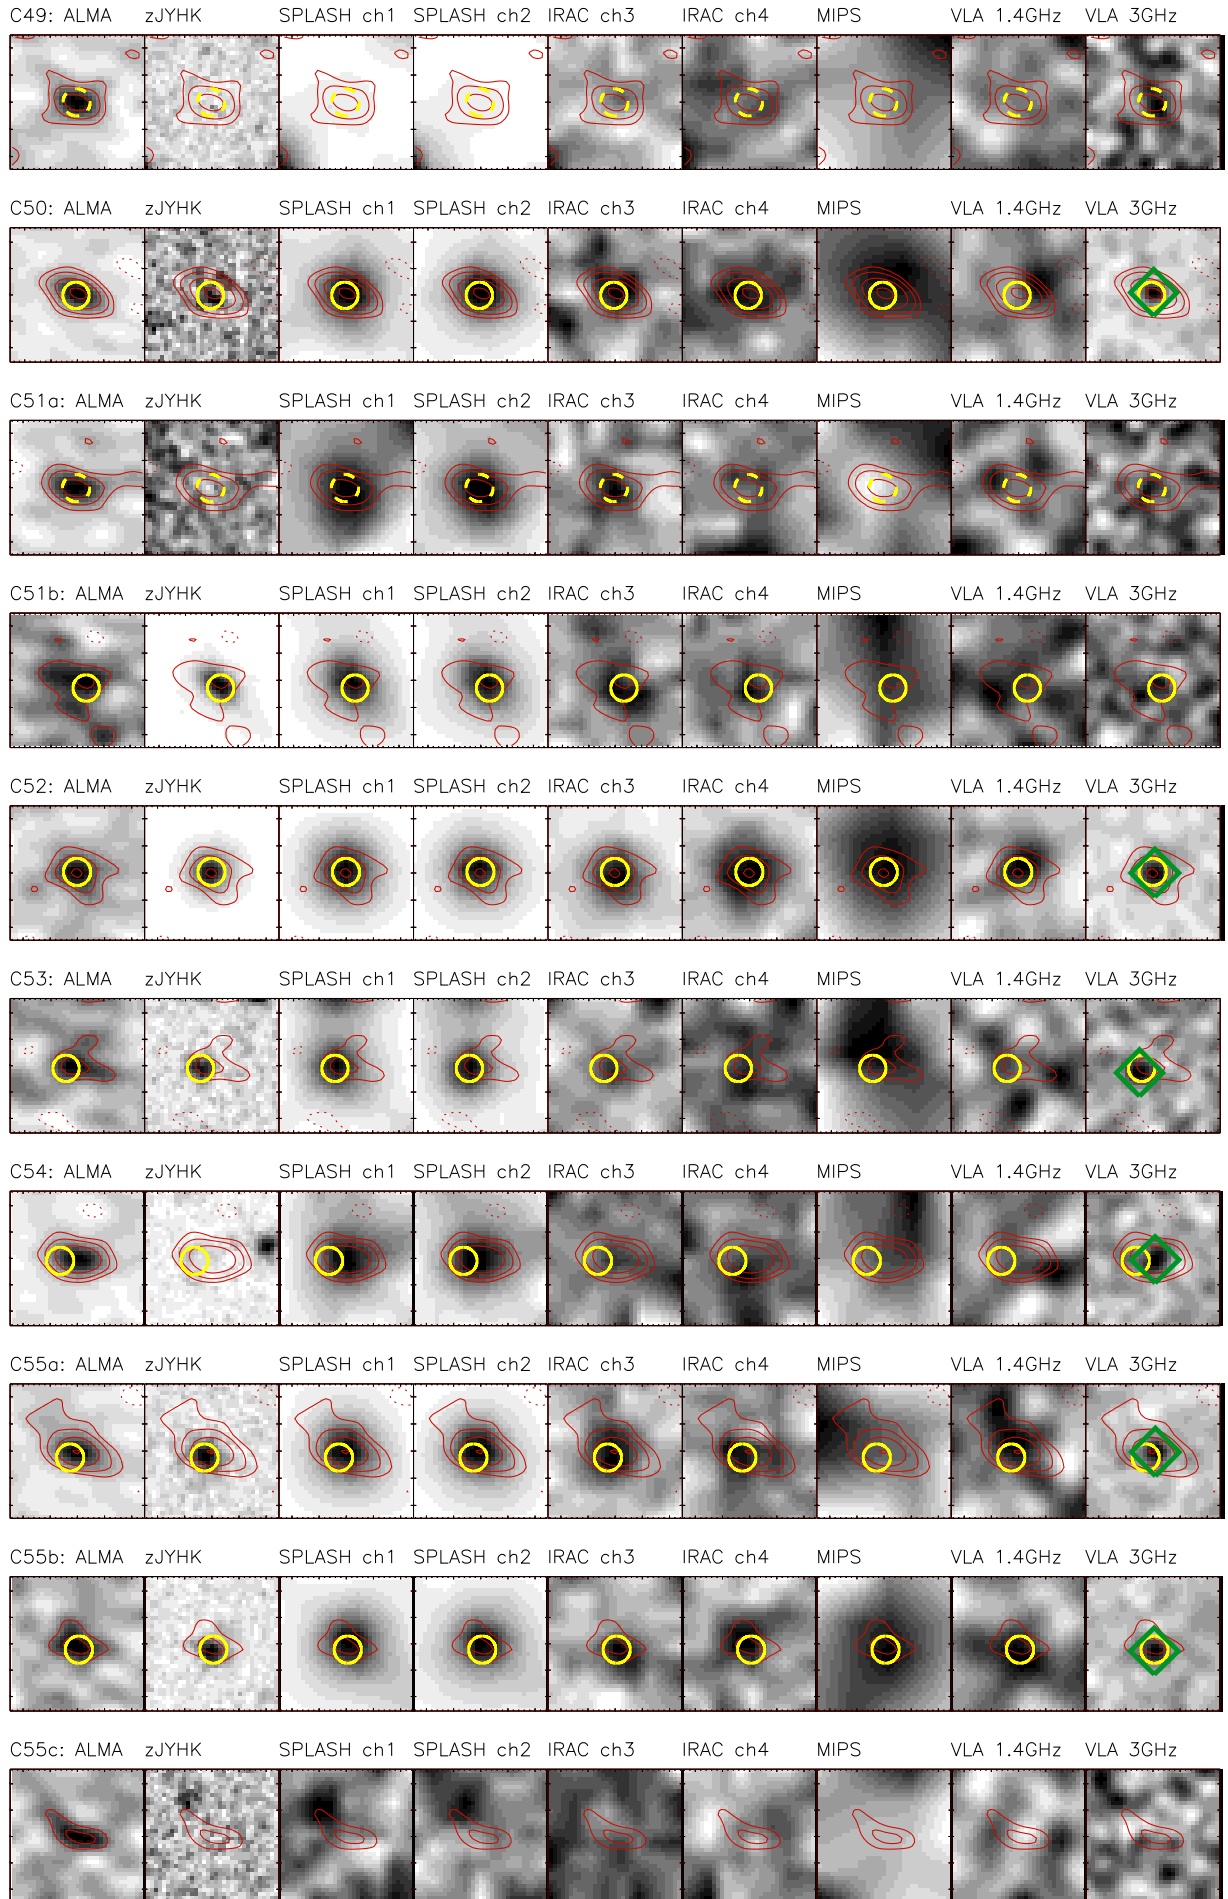 C49: ALMA zJYHK SPLASH ch1 SPLASH ch2 IRAC ch3 IRAC ch4 MIPS VLA 1.4GHz VLA 3GHz
C50: ALMA zJYHK SPLASH ch1 SPLASH ch2 IRAC ch3 IRAC ch4 MIPS VLA 1.4GHz VLA 3GHz
C51a: ALMA zJYHK SPLASH ch1 SPLASH ch2 IRAC ch3 IRAC ch4 MIPS VLA 1.4GHz VLA 3GHz
C51b: ALMA zJYHK SPLASH ch1 SPLASH ch2 IRAC ch3 IRAC ch4 MIPS VLA 1.4GHz VLA 3GHz
C52: ALMA zJYHK SPLASH ch1 SPLASH ch2 IRAC ch3 IRAC ch4 MIPS VLA 1.4GHz VLA 3GHz
C53: ALMA zJYHK SPLASH ch1 SPLASH ch2 IRAC ch3 IRAC ch4 MIPS VLA 1.4GHz VLA 3GHz
C54: ALMA zJYHK SPLASH ch1 SPLASH ch2 IRAC ch3 IRAC ch4 MIPS VLA 1.4GHz VLA 3GHz
C55a: ALMA zJYHK SPLASH ch1 SPLASH ch2 IRAC ch3 IRAC ch4 MIPS VLA 1.4GHz VLA 3GHz
C55b: ALMA zJYHK SPLASH ch1 SPLASH ch2 IRAC ch3 IRAC ch4 MIPS VLA 1.4GHz VLA 3GHz
C55c: ALMA zJYHK SPLASH ch1 SPLASH ch2 IRAC ch3 IRAC ch4 MIPS VLA 1.4GHz VLA 3GHz